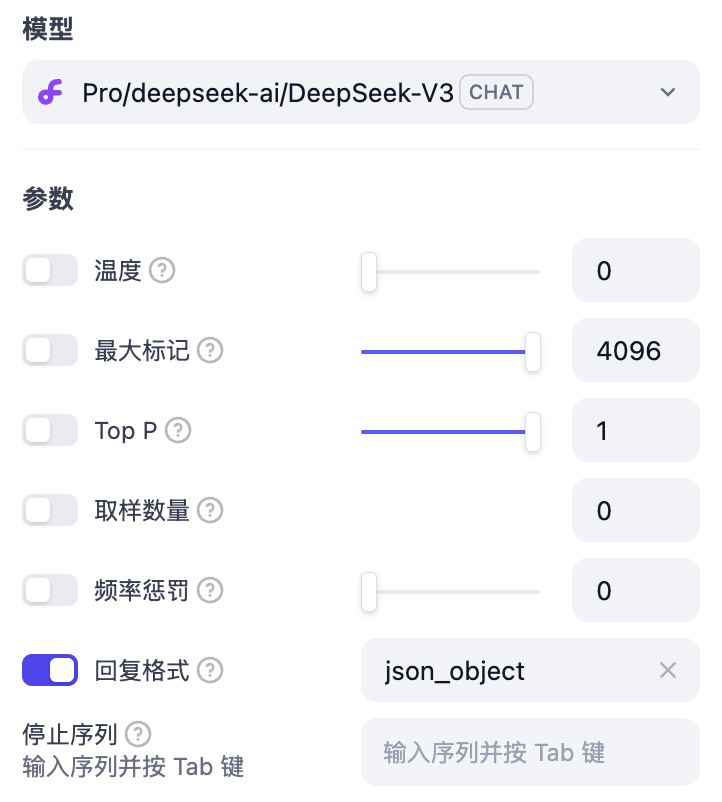 模型
Pro/deepseek-ai/DeepSeek-V3 CHAT
参数
温度 ? 0
最大标记 ? 4096
Top P ? 1
取样数量 ? 0
频率惩罚 ? 0
回复格式 ? json_object
停止序列 ?
输入序列并按 Tab 键
输入序列并按 Tab 键